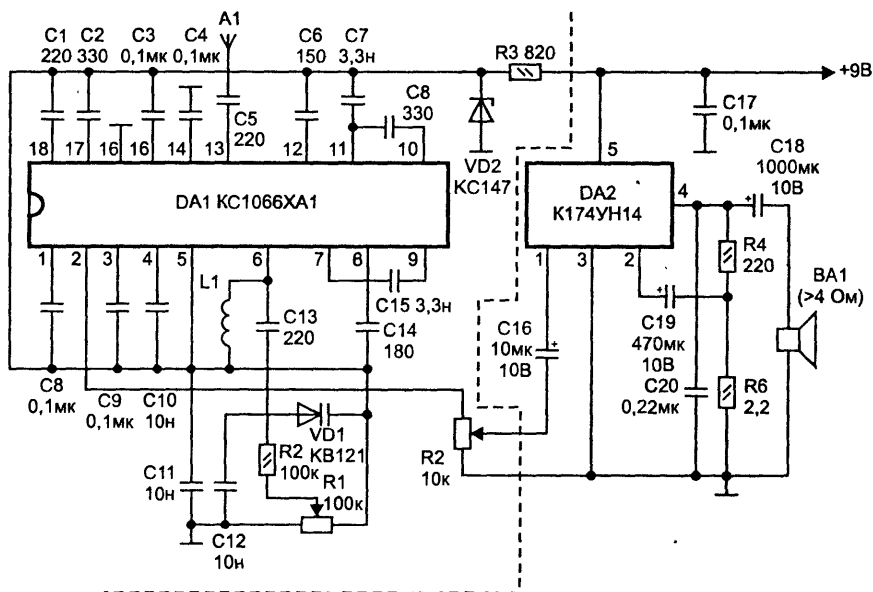 A1
C1
220
C2
330
C3
0,1мк
C4
0,1мк
C5
220
C6
150
C7
3,3н
C8
330
R3 820
+9В
C17
0,1мк
VD2
КС147
C18
1000мк
10В
18
17
16
16
14
13
12
11
10
DA1 КС1066ХА1
1
2
3
4
5
6
7
8
9
5
DA2
К174УН14
4
1
3
2
R4
220
BA1
(>4 Ом)
L1
C13
220
C15 3,3н
C14
180
C16
10мк
10В
C19
470мк
10В
C20
0,22мк
R6
2,2
C8
0,1мк
C9
0,1мк
C10
10н
VD1
КВ121
R2
100к
R1
100к
R2
10к
C11
10н
C12
10н
+
+
+